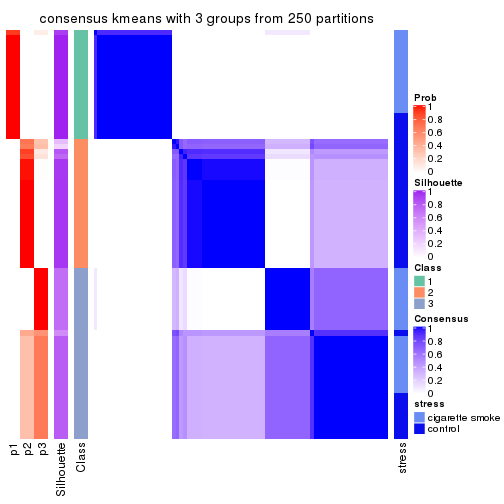 consensus kmeans with 3 groups from 250 partitions
Prob
1
0.8
0.6
0.4
0.2
0
Silhouette
1
0.8
0.6
0.4
0.2
0
Class
1
2
3
Consensus
1
0.8
0.6
0.4
0.2
0
stress
cigarette smoke
control
p1
p2
p3
Silhouette
Class
stress